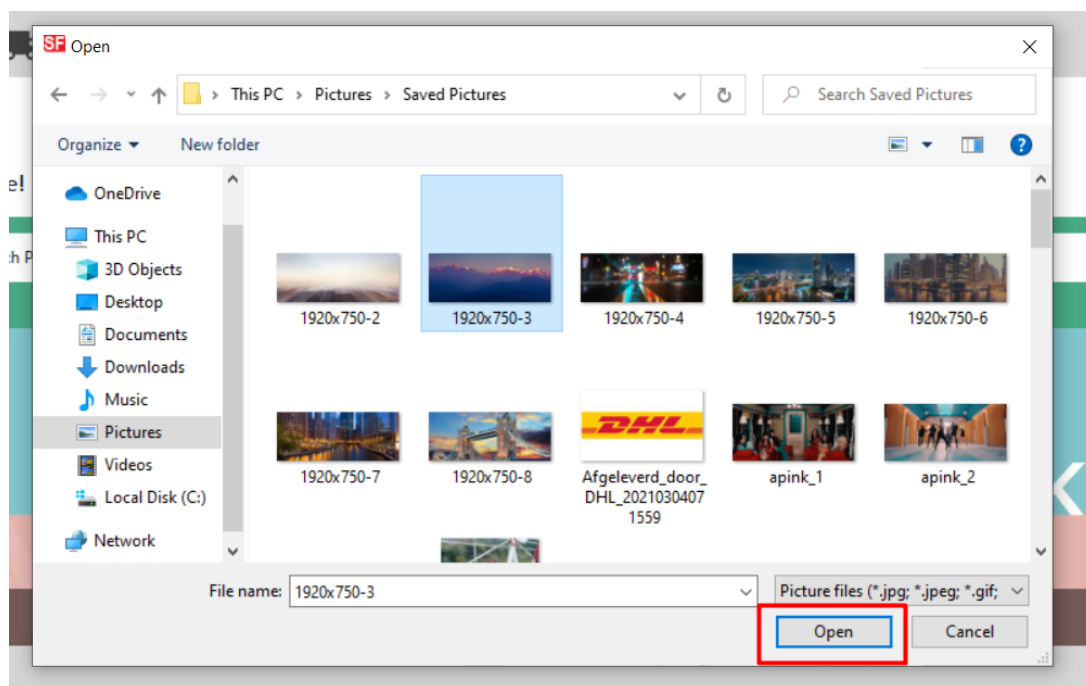 SF Open
This PC > Pictures > Saved Pictures
Search Saved Pictures
Organize
New folder
?
e!
OneDrive
This PC
ch P
3D Objects
Desktop
Documents
Downloads
Music
Pictures
Videos
Local Disk (C:)
Network
1920x750-2
1920x750-3
1920x750-4
1920x750-5
1920x750-6
1920x750-7
1920x750-8
DHL
Afgeleverd_door_
DHL_2021030407
1559
apink_1
apink_2
K
File name:
1920x750-3
Picture files (*.jpg; *.jpeg; *.gif;
Open
Cancel